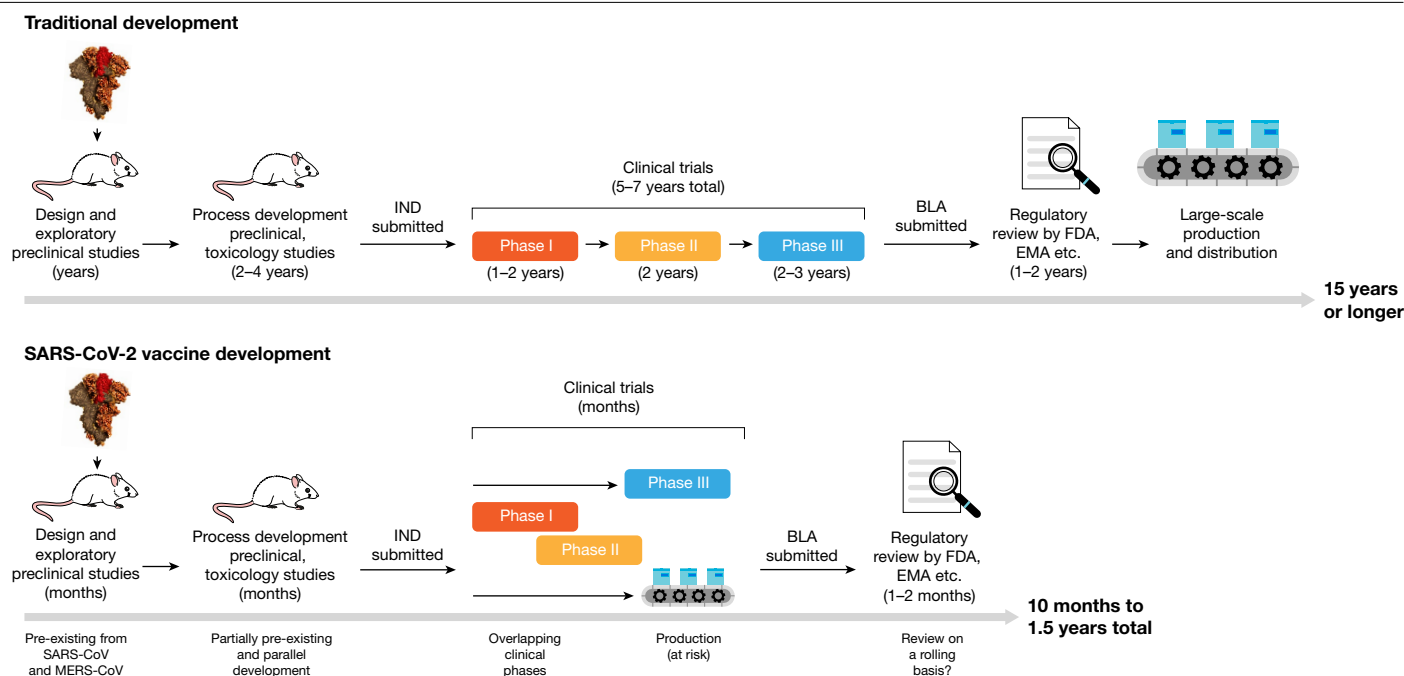 Traditional development
Clinical trials
(5–7 years total)
Design and
exploratory
preclinical studies
(years)
Process development
preclinical,
toxicology studies
(2–4 years)
IND
submitted
Phase I
(1–2 years)
Phase II
(2 years)
Phase III
(2–3 years)
BLA
submitted
Regulatory
review by FDA,
EMA etc.
(1–2 years)
Large-scale
production
and distribution
15 years
or longer
SARS-CoV-2 vaccine development
Clinical trials
(months)
Design and
exploratory
preclinical studies
(months)
Process development
preclinical,
toxicology studies
(months)
IND
submitted
Phase III
Phase I
Phase II
BLA
submitted
Regulatory
review by FDA,
EMA etc.
(1–2 months)
10 months to
1.5 years total
Pre-existing from
SARS-CoV
and MERS-CoV
Partially pre-existing
and parallel
development
Overlapping
clinical
phases
Production
(at risk)
Review on
a rolling
basis?